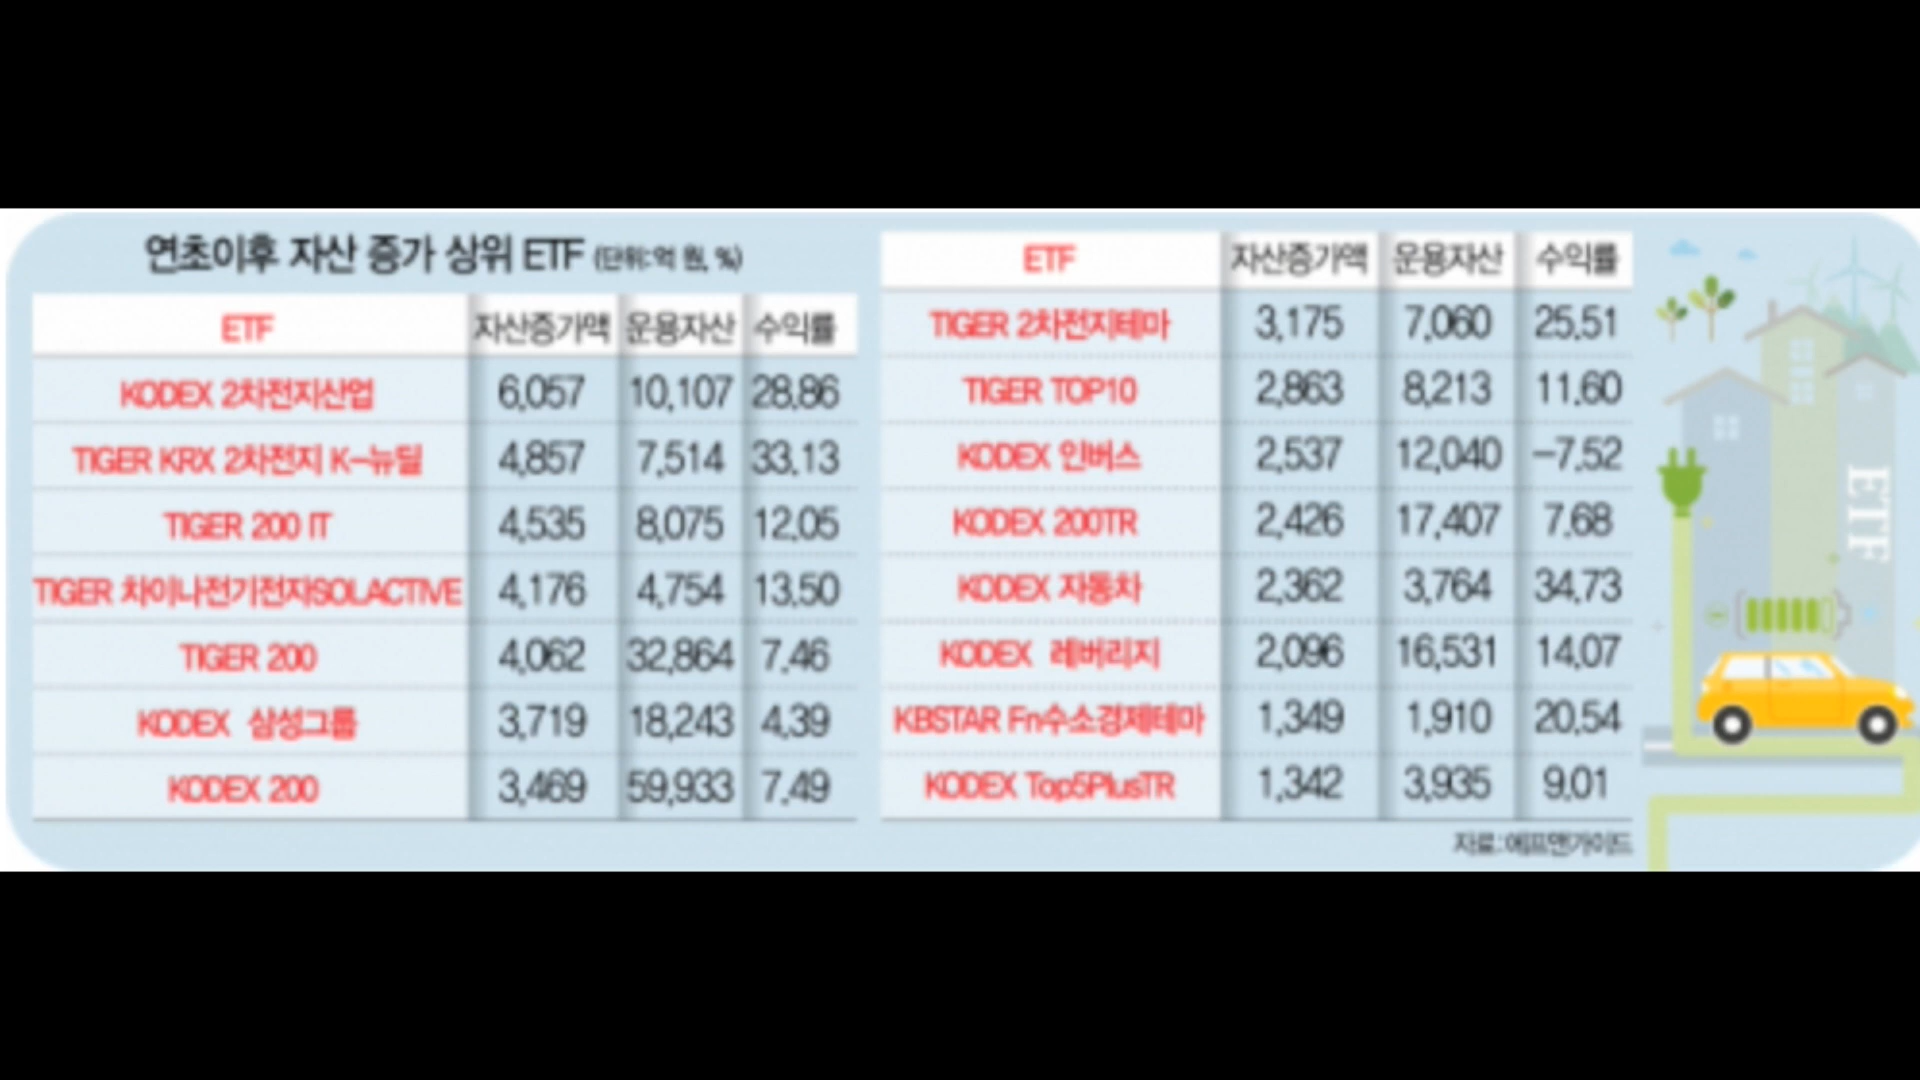 연초이후 자산 증가 상위 ETF (단위:억 원, %)
ETF 자산증가액 운용자산 수익률
KODEX 2차전지산업 6,057 10,107 28.86
TIGER KRX 2차전지 K-뉴딜 4,857 7,514 33.13
TIGER 200 IT 4,535 8,075 12.05
TIGER 차이나전기전자SOLACTIVE 4,176 4,754 13.50
TIGER 200 4,062 32,864 7.46
KODEX 삼성그룹 3,719 18,243 4.39
KODEX 200 3,469 59,933 7.49
ETF 자산증가액 운용자산 수익률
TIGER 2차전지테마 3,175 7,060 25.51
TIGER TOP10 2,863 8,213 11.60
KODEX 인버스 2,537 12,040 -7.52
KODEX 200TR 2,426 17,407 7.68
KODEX 자동차 2,362 3,764 34.73
KODEX 레버리지 2,096 16,531 14.07
KBSTAR Fn수소경제테마 1,349 1,910 20.54
KODEX Top5PlusTR 1,342 3,935 9.01
자료:에프앤가이드
ETF